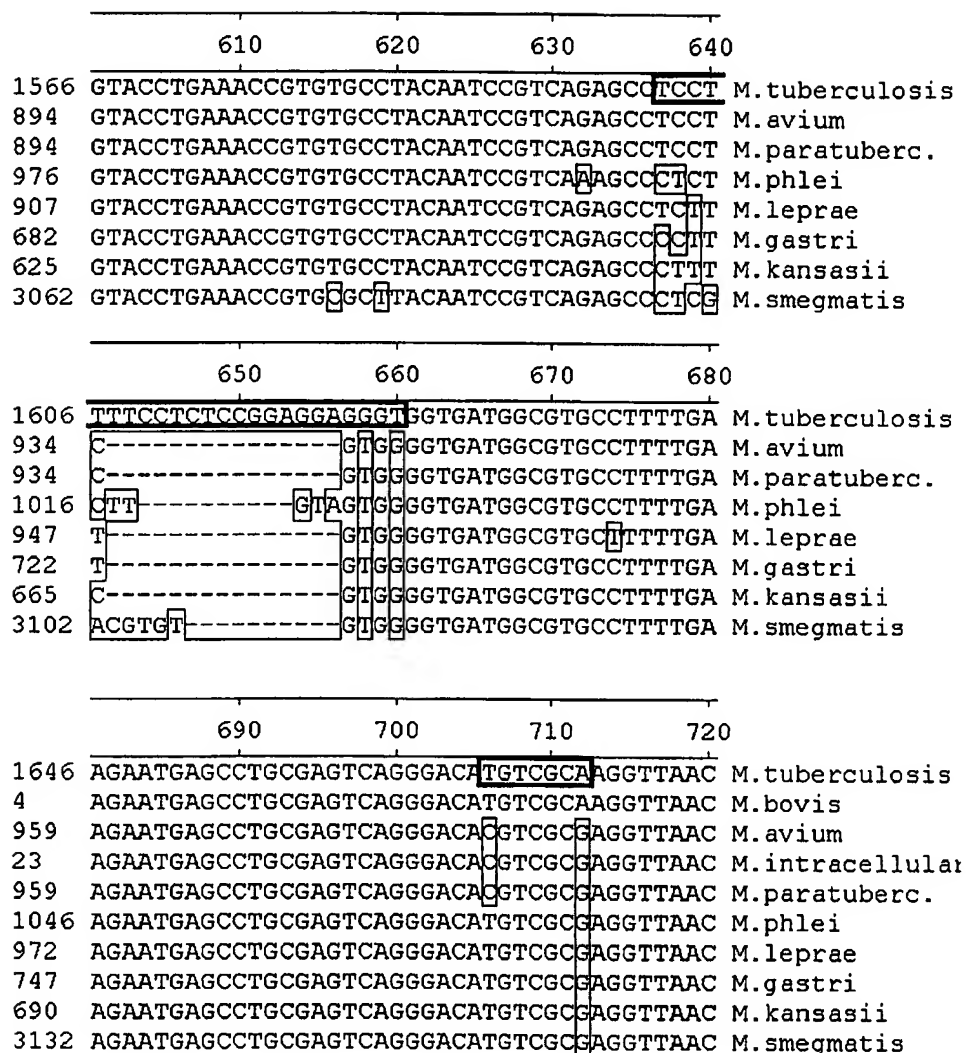 610 620 630 640
1566 GTACCTGAAACCGTGTGCCTACAATCCGTCAGAGCCTCCT M.tuberculosis
894 GTACCTGAAACCGTGTGCCTACAATCCGTCAGAGCCTCCT M.avium
894 GTACCTGAAACCGTGTGCCTACAATCCGTCAGAGCCTCCT M.paratuberc.
976 GTACCTGAAACCGTGTGCCTACAATCCGTCAAAGCCCTCT M.phlei
907 GTACCTGAAACCGTGTGCCTACAATCCGTCAGAGCCTCTT M.leprae
682 GTACCTGAAACCGTGTGCCTACAATCCGTCAGAGCCCCTT M.gastri
625 GTACCTGAAACCGTGTGCCTACAATCCGTCAGAGCCCTTT M.kansasii
3062 GTACCTGAAACCGTGCGCTTACAATCCGTCAGAGCCCTCG M.smegmatis
650 660 670 680
1606 TTTCCTCTCCGGAGGAGGGTGGTGATGGCGTGCCTTTTGA M.tuberculosis
934 C---------------GTGGGGTGATGGCGTGCCTTTTGA M.avium
934 C---------------GTGGGGTGATGGCGTGCCTTTTGA M.paratuberc.
1016 CTT----------GTAGTGGGGTGATGGCGTGCCTTTTGA M.phlei
947 T---------------GTGGGGTGATGGCGTGCTTTTTGA M.leprae
722 T---------------GTGGGGTGATGGCGTGCCTTTTGA M.gastri
665 C---------------GTGGGGTGATGGCGTGCCTTTTGA M.kansasii
3102 ACGTGT----------GTGGGGTGATGGCGTGCCTTTTGA M.smegmatis
690 700 710 720
1646 AGAATGAGCCTGCGAGTCAGGGACATGTCGCAAGGTTAAC M.tuberculosis
4 AGAATGAGCCTGCGAGTCAGGGACATGTCGCAAGGTTAAC M.bovis
959 AGAATGAGCCTGCGAGTCAGGGACACGTCGCGAGGTTAAC M.avium
23 AGAATGAGCCTGCGAGTCAGGGACACGTCGCGAGGTTAAC M.intracellular
959 AGAATGAGCCTGCGAGTCAGGGACACGTCGCGAGGTTAAC M.paratuberc.
1046 AGAATGAGCCTGCGAGTCAGGGACATGTCGCGAGGTTAAC M.phlei
972 AGAATGAGCCTGCGAGTCAGGGACATGTCGCGAGGTTAAC M.leprae
747 AGAATGAGCCTGCGAGTCAGGGACATGTCGCGAGGTTAAC M.gastri
690 AGAATGAGCCTGCGAGTCAGGGACATGTCGCGAGGTTAAC M.kansasii
3132 AGAATGAGCCTGCGAGTCAGGGACATGTCGCGAGGTTAAC M.smegmatis